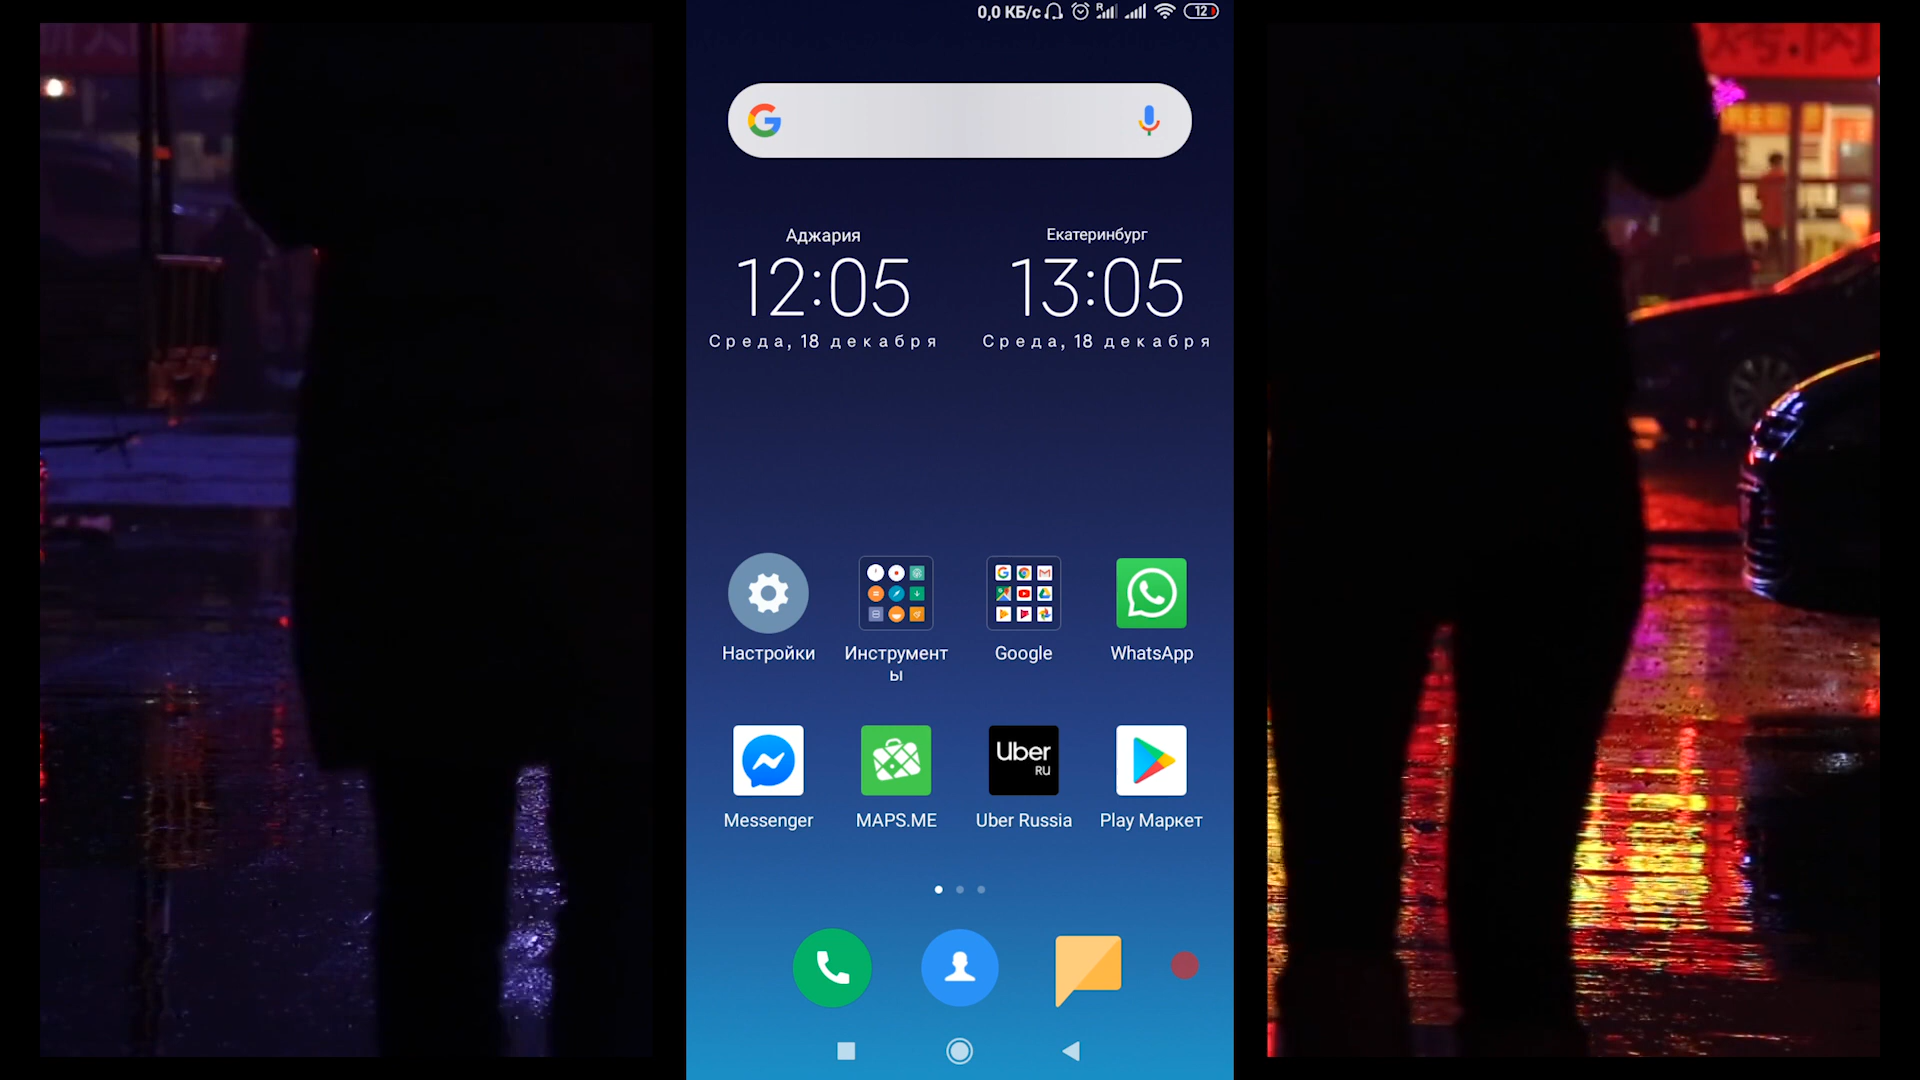 0,0 КБ/с
R
12
Аджария
Екатеринбург
12:05
13:05
Среда, 18 декабря
Среда, 18 декабря
Настройки
Инструмент
ы
Google
WhatsApp
Uber
RU
Messenger
MAPS.ME
Uber Russia
Play Маркет